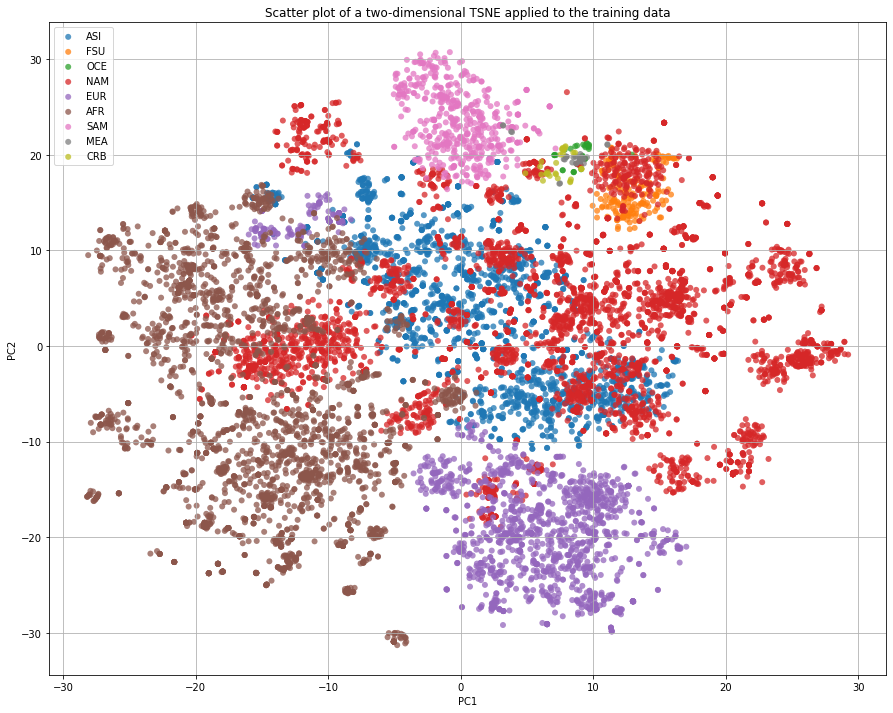 Scatter plot of a two-dimensional TSNE applied to the training data
ASI
FSU
OCE
NAM
EUR
AFR
SAM
MEA
CRB
30
20
10
0
−10
−20
−30
PC2
−30
−20
−10
0
10
20
30
PC1